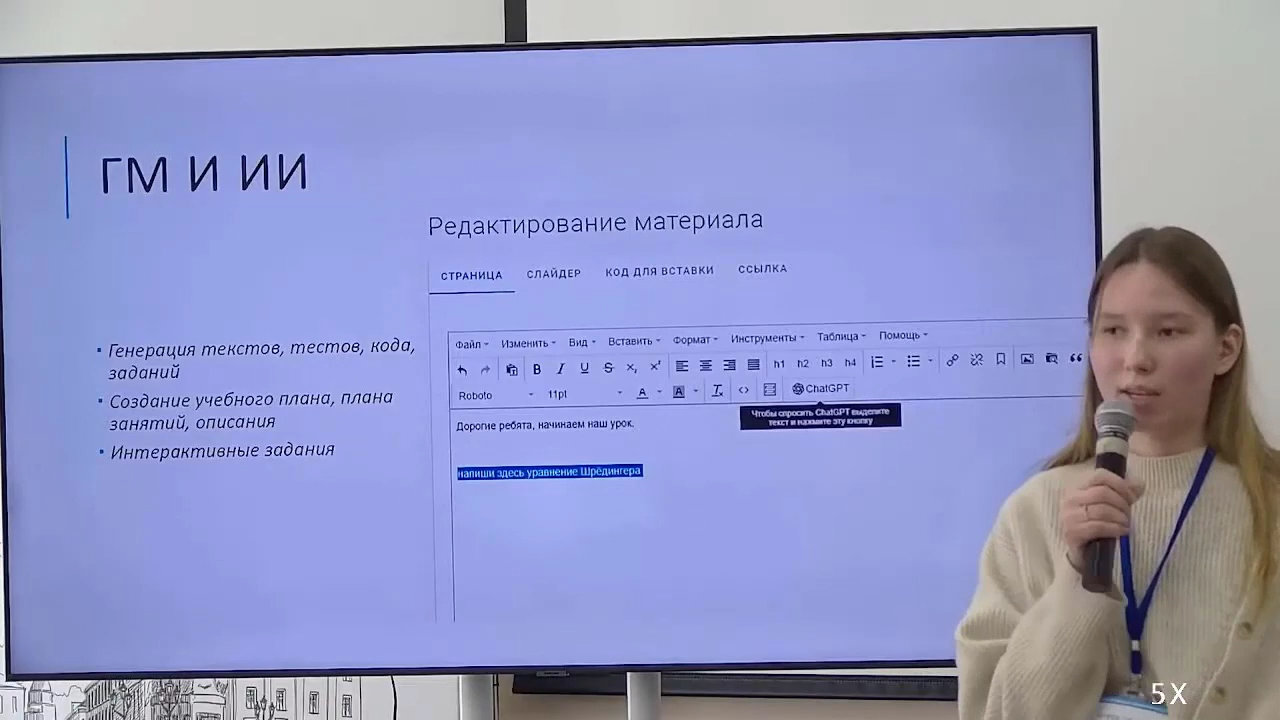 ГМ И ИИ
Генерация текстов, тестов, кода,
заданий
Создание учебного плана, плана
занятий, описания
Интерактивные задания
Редактирование материала
СТРАНИЦА СЛАЙДЕР КОД ДЛЯ ВСТАВКИ ССЫЛКА
Файл Изменить Вид Вставить Формат Инструменты Таблица Помощь
B I U S X₂ X² h1 h2 h3 h4
Roboto 11pt A A ChatGPT
Чтобы спросить ChatGPT выделите
текст и нажмите эту кнопку
Дорогие ребята, начинаем наш урок.
напиши здесь уравнение Шрёдингера
5X